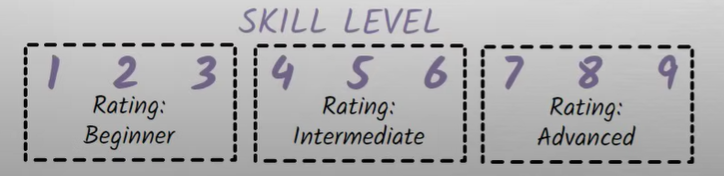 SKILL LEVEL
1 2 3 4 5 6 7 8 9
Rating: Rating: Rating:
Beginner Intermediate Advanced